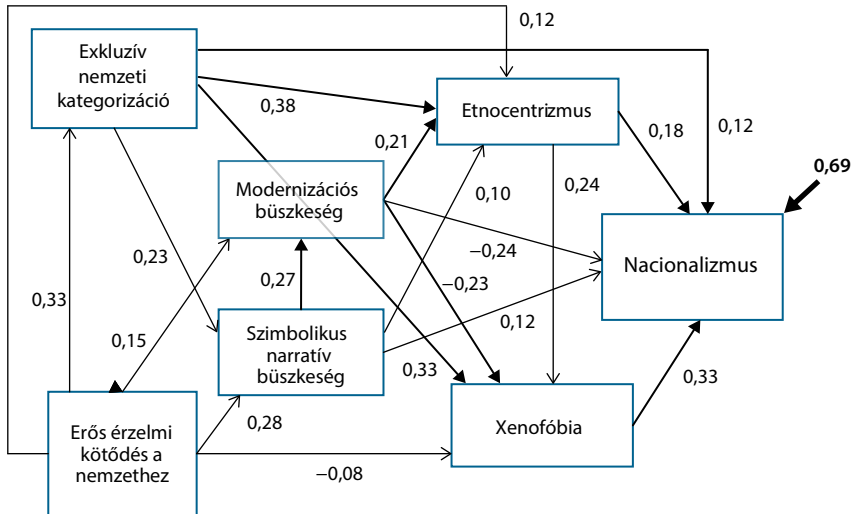 0,12
Exkluzív
nemzeti
kategorizáció
Etnocentrizmus
0,38
0,21
0,18
0,12
0,69
Modernizációs
büszkeség
0,10
0,24
0,23
−0,24
Nacionalizmus
0,33
0,27
−0,23
0,15
Szimbolikus
narratív
büszkeség
0,12
0,33
0,33
Xenofóbia
0,28
Erős érzelmi
kötődés a
nemzethez
−0,08